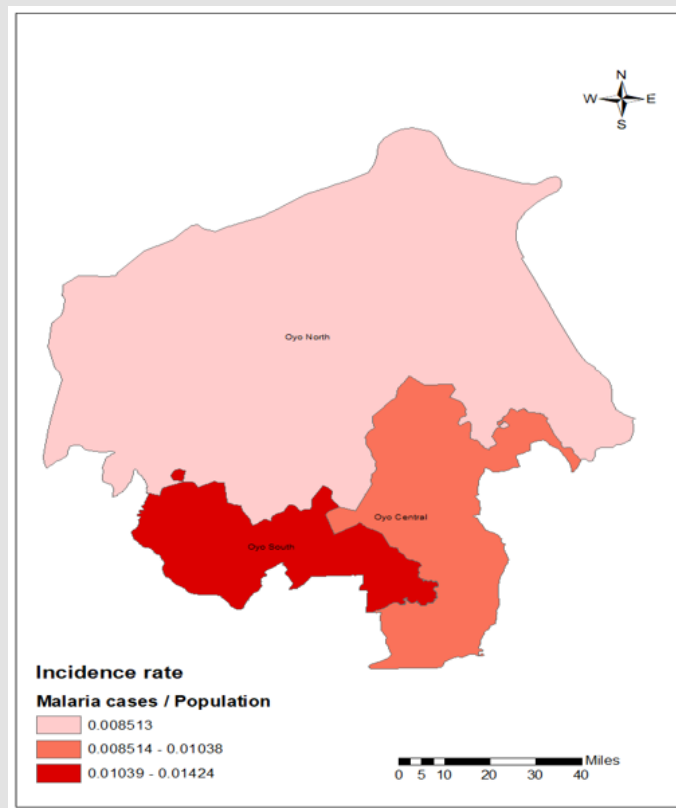 N
W E
S
Oyo North
Oyo Central
Oyo South
Incidence rate
Malaria cases / Population
0.008513
0.008514 - 0.01038
0.01039 - 0.01424
Miles
0 5 10 20 30 40